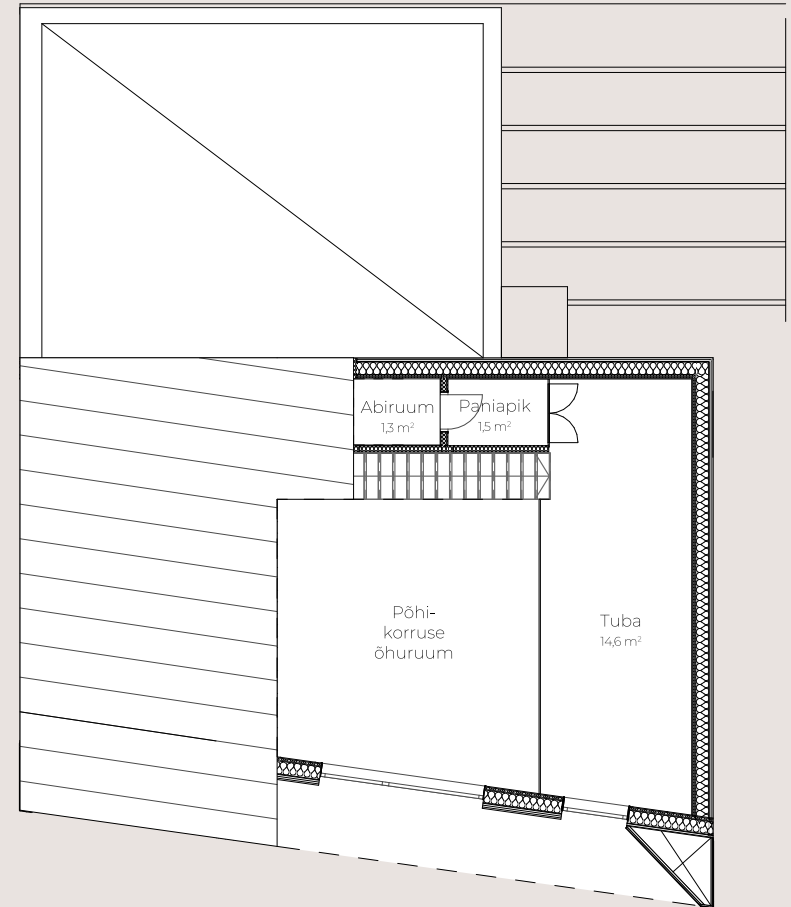 Abiruum
1,3 m²
Paniapik
1,5 m²
Põhi-
korruse
õhuruum
Tuba
14,6 m²